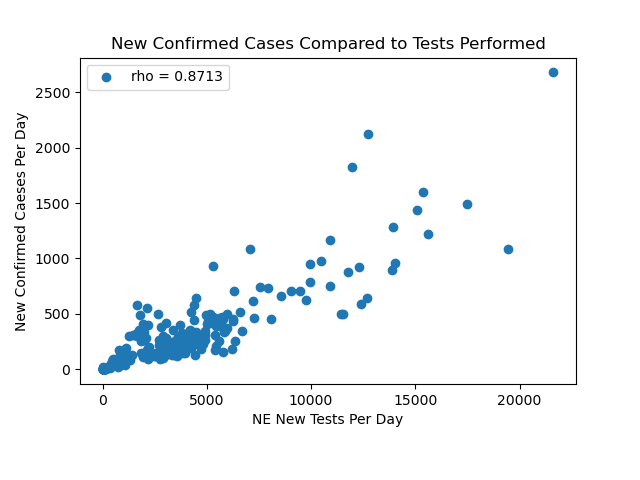 New Confirmed Cases Compared to Tests Performed
rho = 0.8713
2500
2000
1500
1000
500
0
New Confirmed Caeses Per Day
0 5000 10000 15000 20000
NE New Tests Per Day